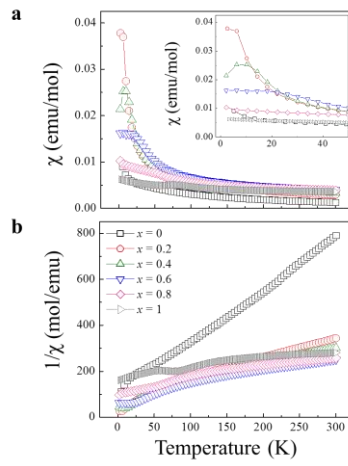 a
0.04
0.03
0.02
0.01
0.00
χ (emu/mol)
0.04
0.03
0.02
0.01
0.00
χ (emu/mol)
20
40
b
800
600
400
200
0
1/χ (mol/emu)
x = 0
x = 0.2
x = 0.4
x = 0.6
x = 0.8
x = 1
0 50 100 150 200 250 300
Temperature (K)